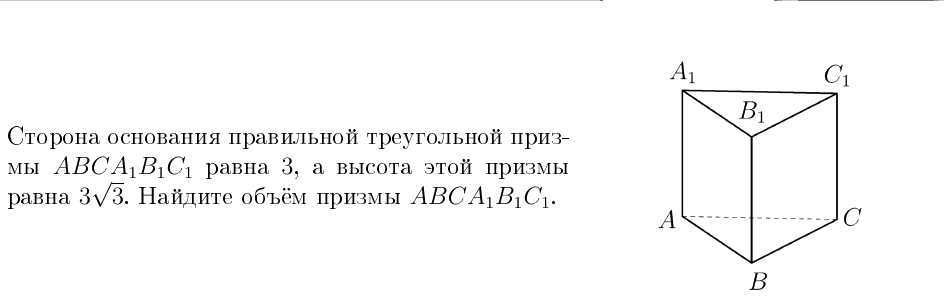 Сторона основания правильной треугольной приз-
мы ABCA₁B₁C₁ равна 3, а высота этой призмы
равна 3√3. Найдите объём призмы ABCA₁B₁C₁.
A₁
C₁
B₁
A
C
B